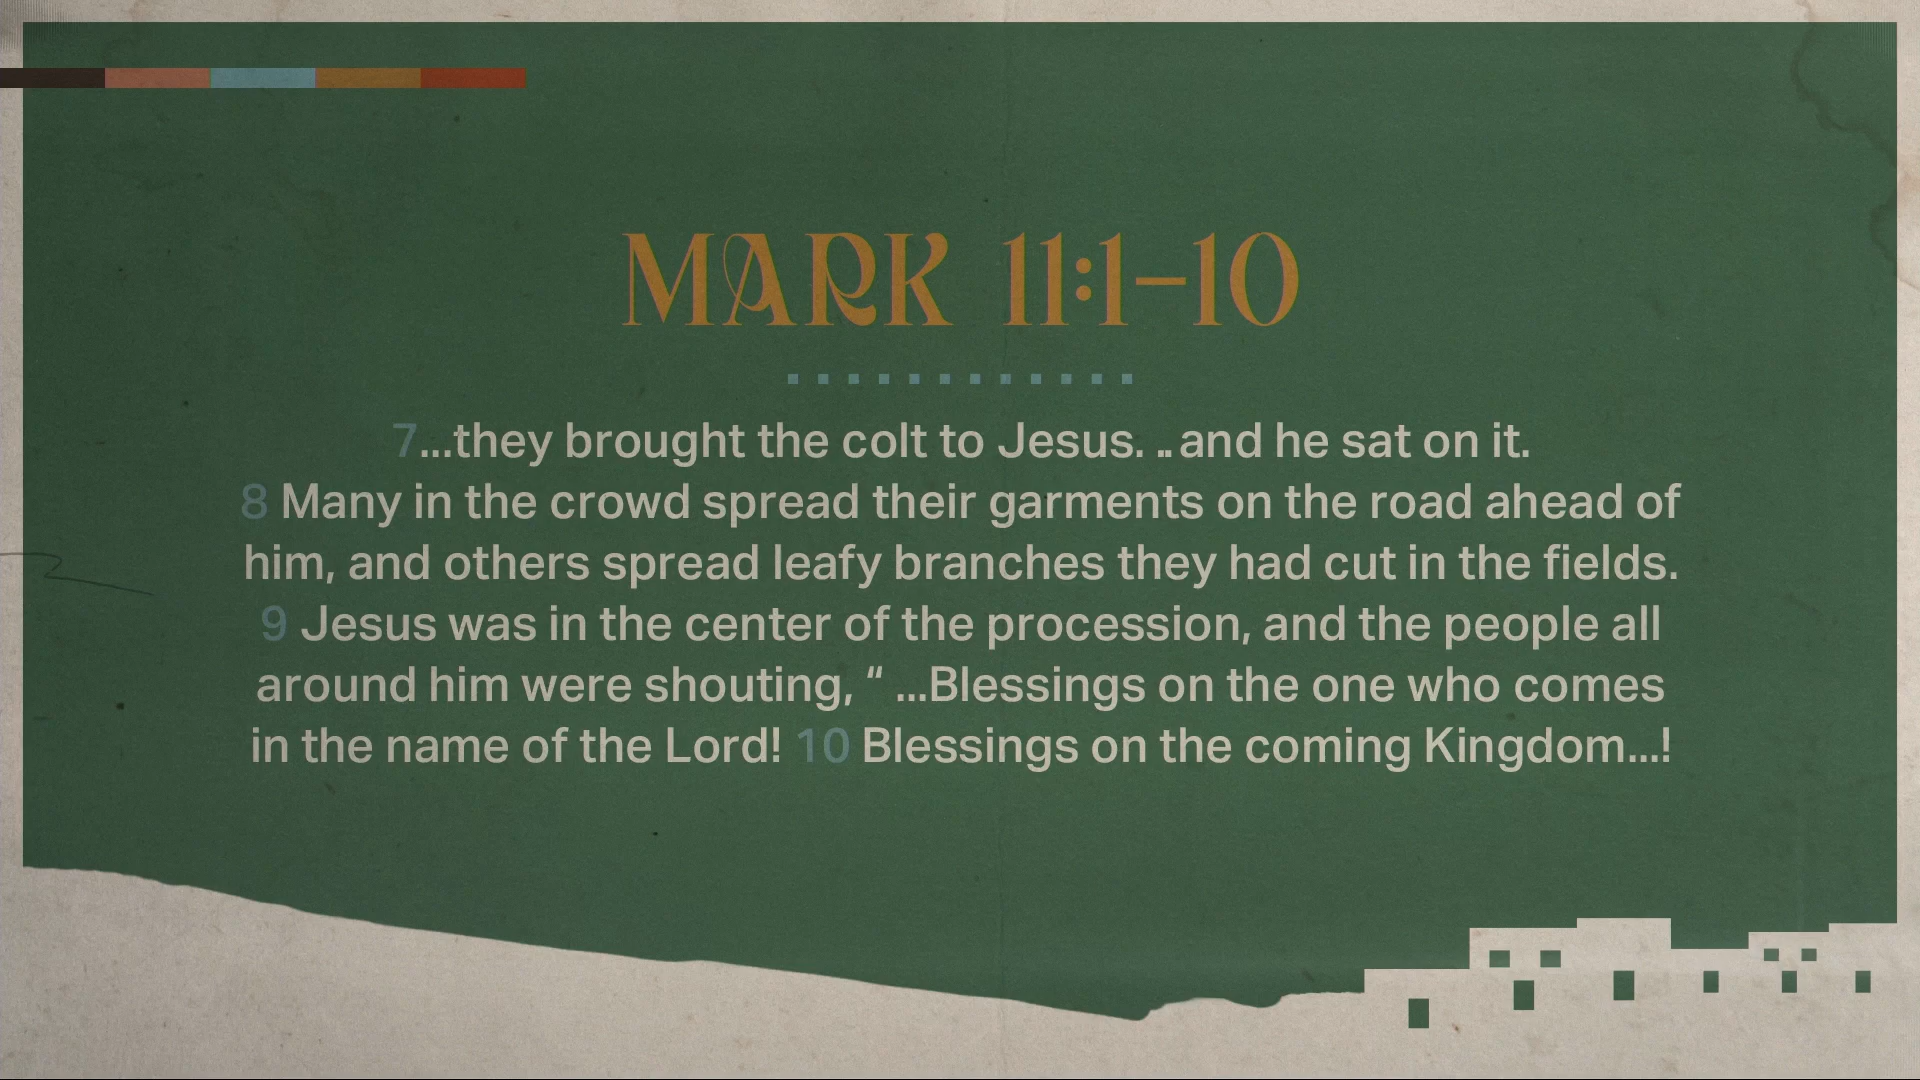 MARK 11:1–10
7...they brought the colt to Jesus. ..and he sat on it.
8 Many in the crowd spread their garments on the road ahead of
him, and others spread leafy branches they had cut in the fields.
9 Jesus was in the center of the procession, and the people all
around him were shouting, “ ...Blessings on the one who comes
in the name of the Lord! 10 Blessings on the coming Kingdom...!